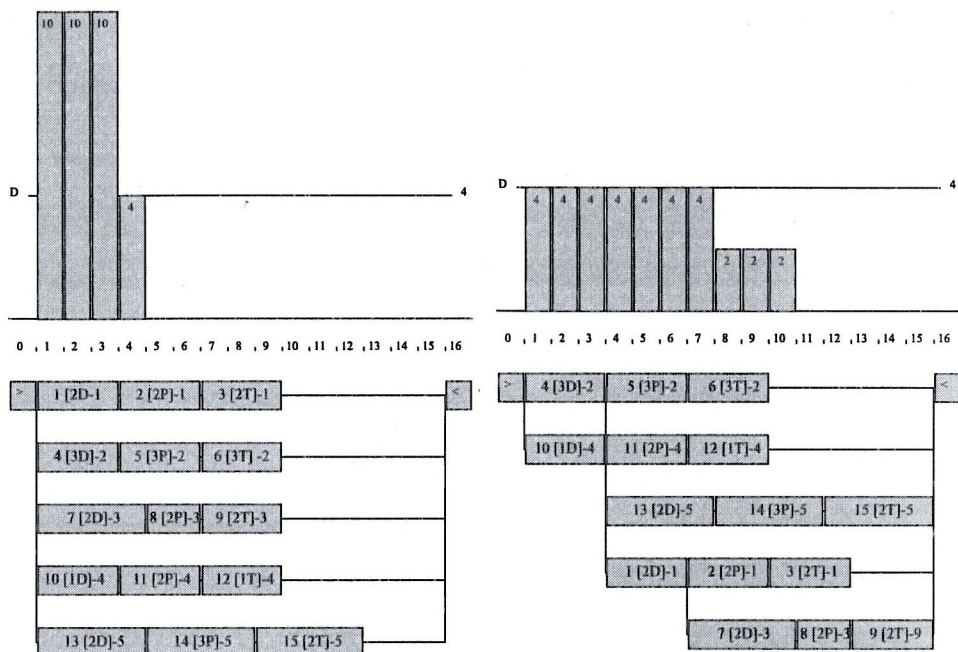 10 10 10
D 4
4
0 1 2 3 4 5 6 7 8 9 10 11 12 13 14 15 16
> 1 [2D-1 2 [2P]-1 3 [2T]-1 <
4 [3D]-2 5 [3P]-2 6 [3T] -2
7 [2D]-3 8 [2P]-3 9 [2T]-3
10 [1D]-4 11 [2P]-4 12 [1T]-4
13 [2D]-5 14 [3P]-5 15 [2T]-5
D 4
4 4 4 4 4 4 4
2 2 2
0 1 2 3 4 5 6 7 8 9 10 11 12 13 14 15 16
> 4 [3D]-2 5 [3P]-2 6 [3T]-2 <
10 [1D]-4 11 [2P]-4 12 [1T]-4
13 [2D]-5 14 [3P]-5 15 [2T]-5
1 [2D]-1 2 [2P]-1 3 [2T]-1
7 [2D]-3 8 [2P]-3 9 [2T]-9